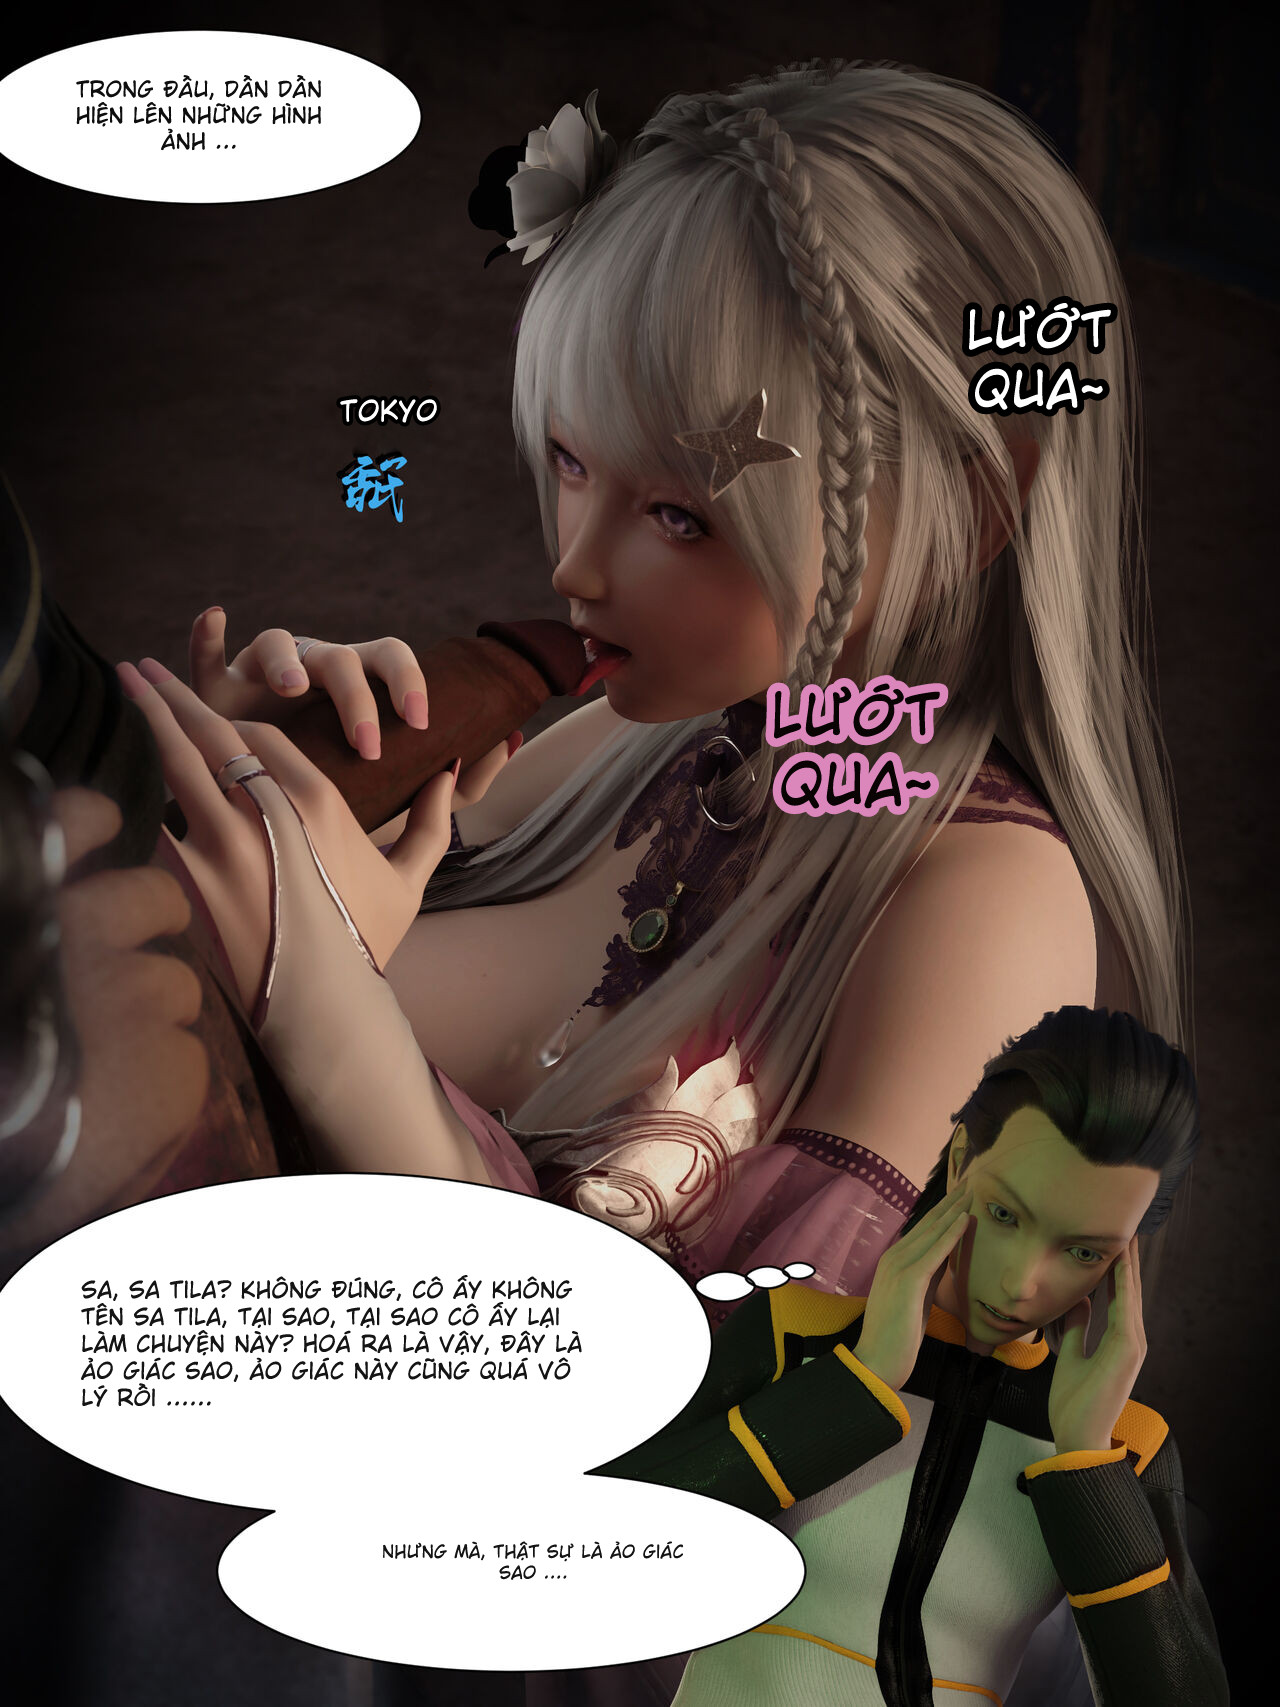 TRONG ĐẦU, DẦN DẦN
HIỆN LÊN NHỮNG HÌNH
ẢNH ...
LƯỚT
QUA~
TOKYO
舐
LƯỚT
QUA~
SA, SA TILA? KHÔNG ĐÚNG, CÔ ẤY KHÔNG
TÊN SA TILA, TẠI SAO, TẠI SAO CÔ ẤY LẠI
LÀM CHUYỆN NÀY? HOÁ RA LÀ VẬY, ĐÂY LÀ
ẢO GIÁC SAO, ẢO GIÁC NÀY CŨNG QUÁ VÔ
LÝ RỒI ......
NHƯNG MÀ, THẬT SỰ LÀ ẢO GIÁC
SAO ....